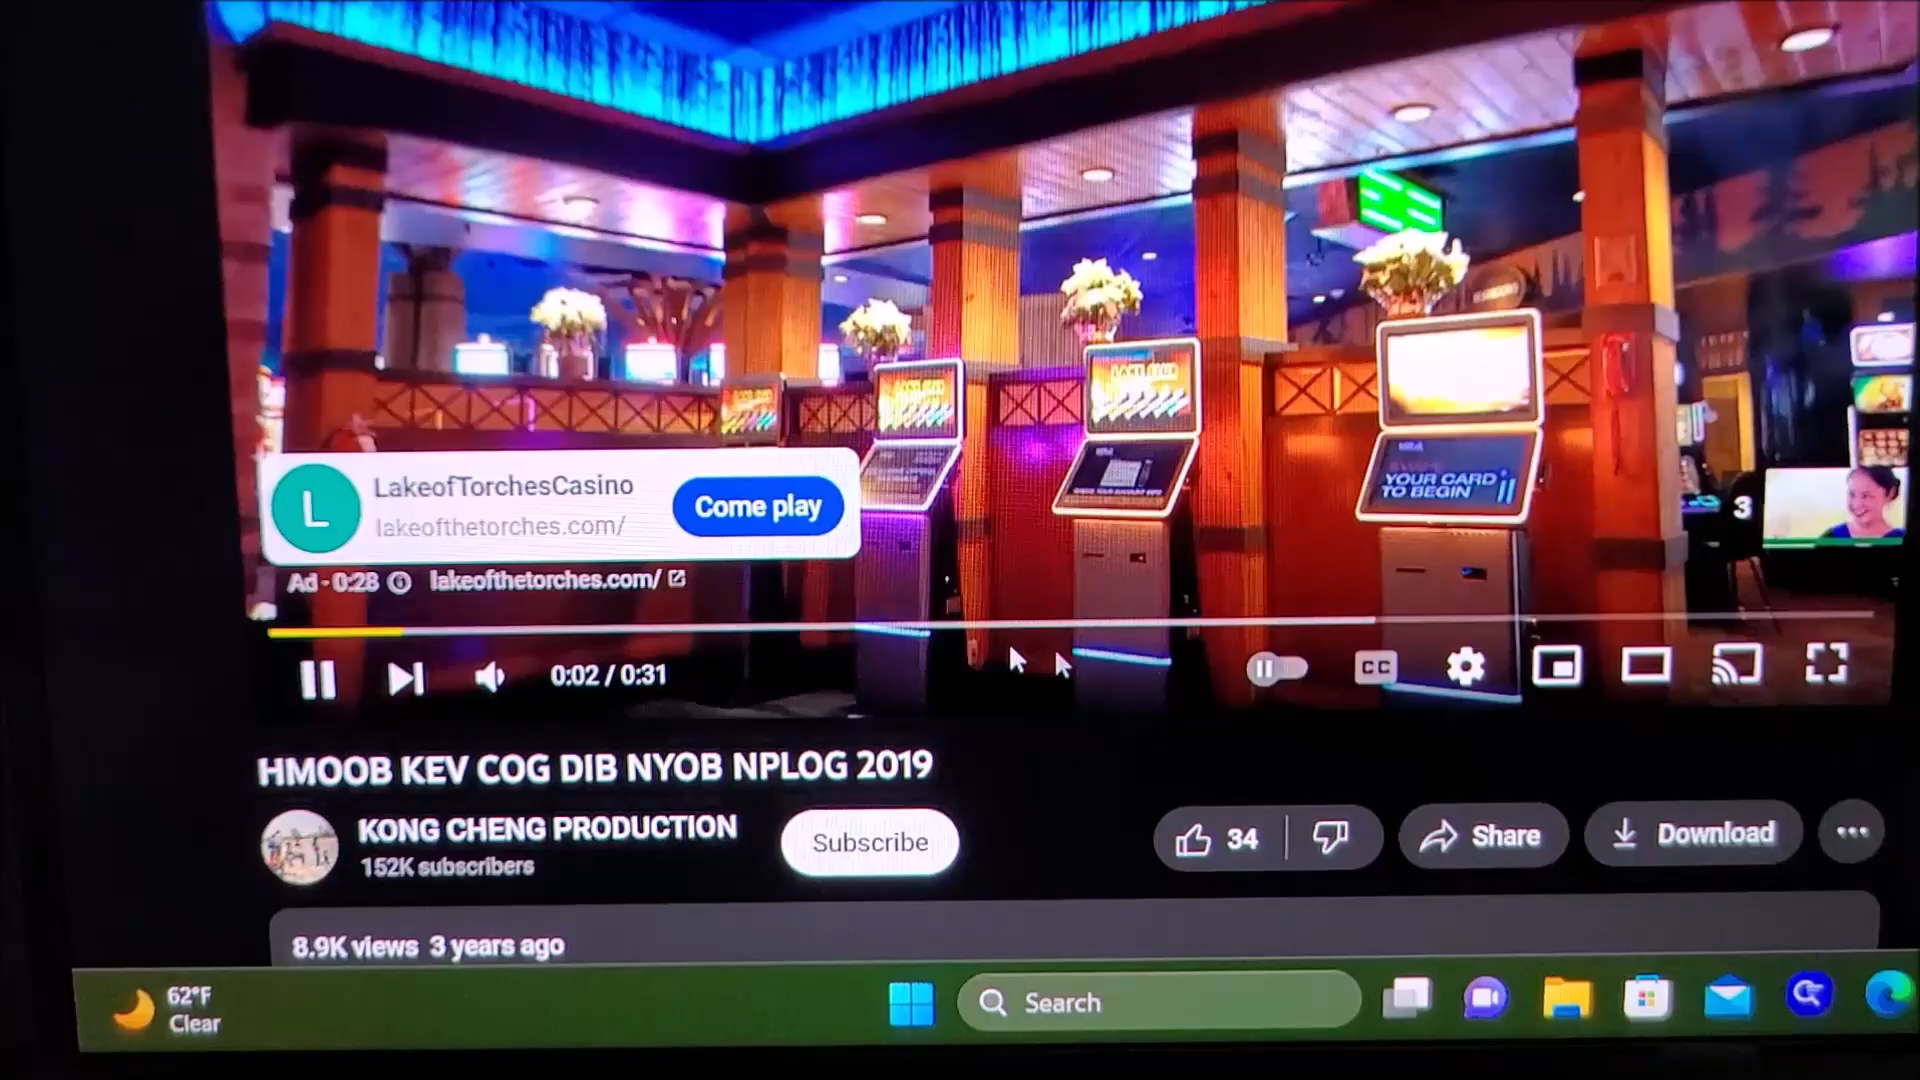 YOUR CARD
TO BEGIN
3
L
LakeofTorchesCasino
lakeofthetorches.com/
Come play
Ad - 0:28
lakeofthetorches.com/
0:02 / 0:31
CC
HMOOB KEV COG DIB NYOB NPLOG 2019
KONG CHENG PRODUCTION
152K subscribers
Subscribe
34
Share
Download
8.9K views 3 years ago
62°F
Clear
Search